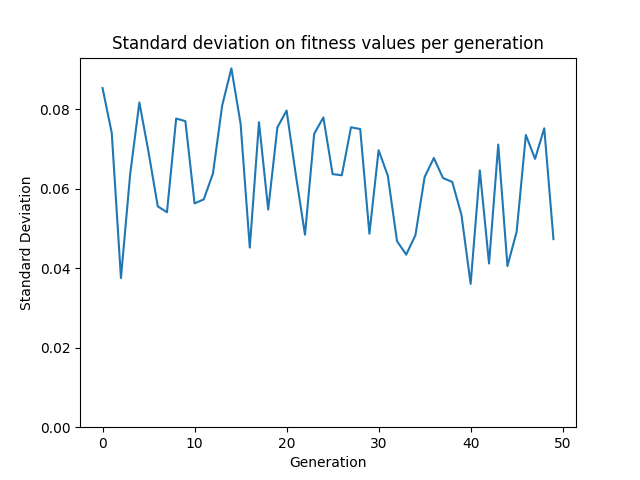 Standard deviation on fitness values per generation
0.08
0.06
0.04
0.02
0.00
Standard Deviation
0 10 20 30 40 50
Generation